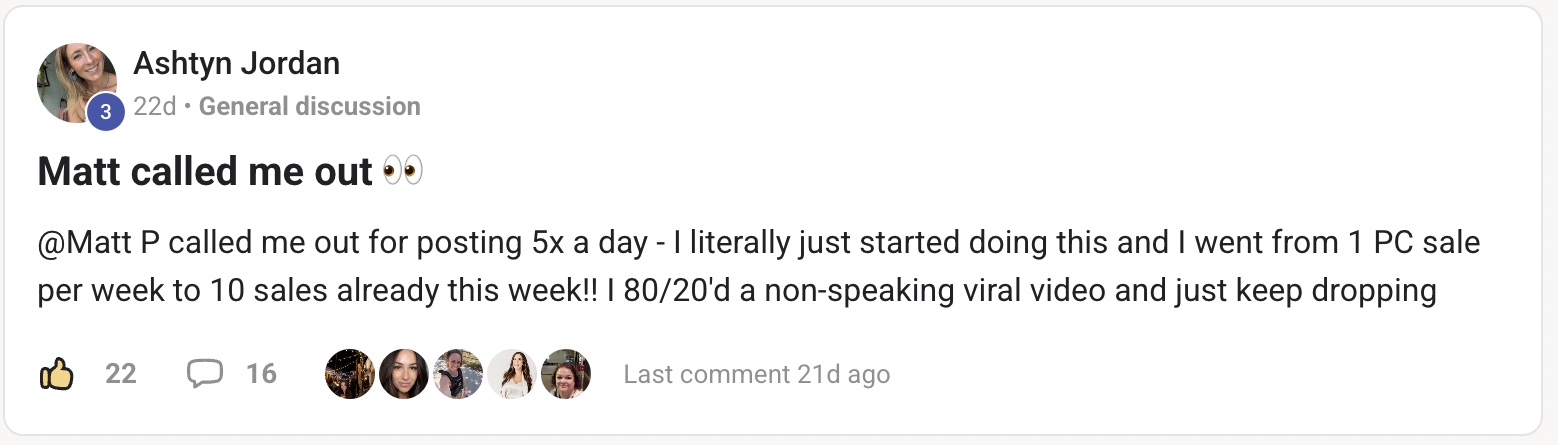 Ashtyn Jordan
3
22d • General discussion
Matt called me out 👀
@Matt P called me out for posting 5x a day - I literally just started doing this and I went from 1 PC sale
per week to 10 sales already this week!! I 80/20'd a non-speaking viral video and just keep dropping
22 16 Last comment 21d ago